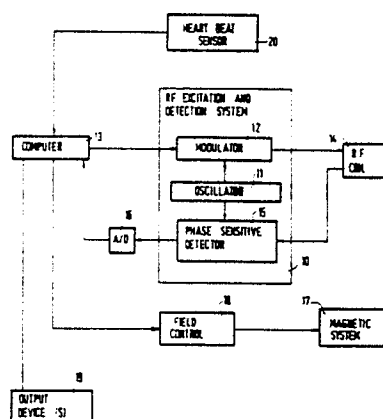 HEART BEAT
SENSOR
20
RF EXCITATION AND
DETECTION SYSTEM
12
MODULATOR
13
COMPUTER
14
RF
COIL
11
OSCILLATOR
15
PHASE SENSITIVE
DETECTOR
16
A/D
10
18
FIELD
CONTROL
17
MAGNETIC
SYSTEM
19
OUTPUT
DEVICE (S)